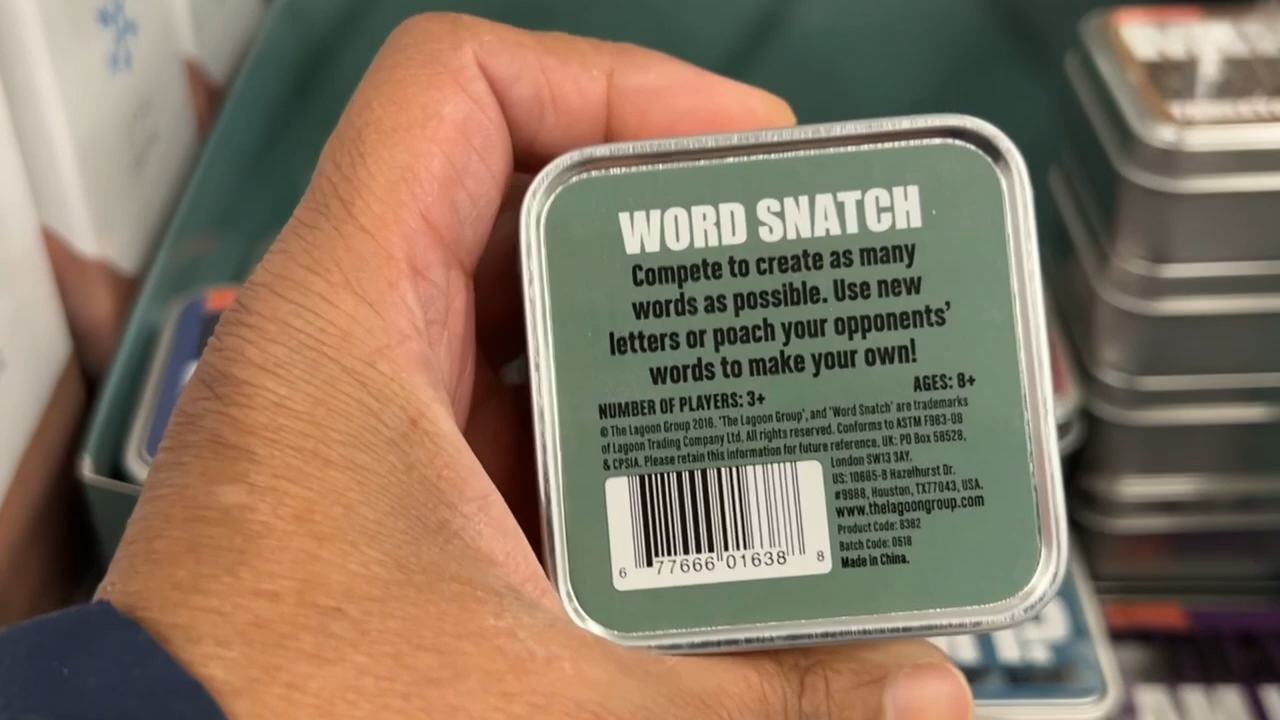 WORD SNATCH
Compete to create as many
words as possible. Use new
letters or poach your opponents'
words to make your own!
NUMBER OF PLAYERS: 3+
AGES: 8+
© The Lagoon Group 2016. 'The Lagoon Group', and 'Word Snatch' are trademarks
of Lagoon Trading Company Ltd. All rights reserved. Conforms to ASTM F963-08
& CPSIA. Please retain this information for future reference. UK: PO Box 58528,
London SW13 3AY.
US: 10685-B Hazelhurst Dr.
#9988, Houston, TX77043, USA.
www.thelagoongroup.com
Product Code: 8382
Batch Code: 0518
Made in China.
6 77666 01638 8